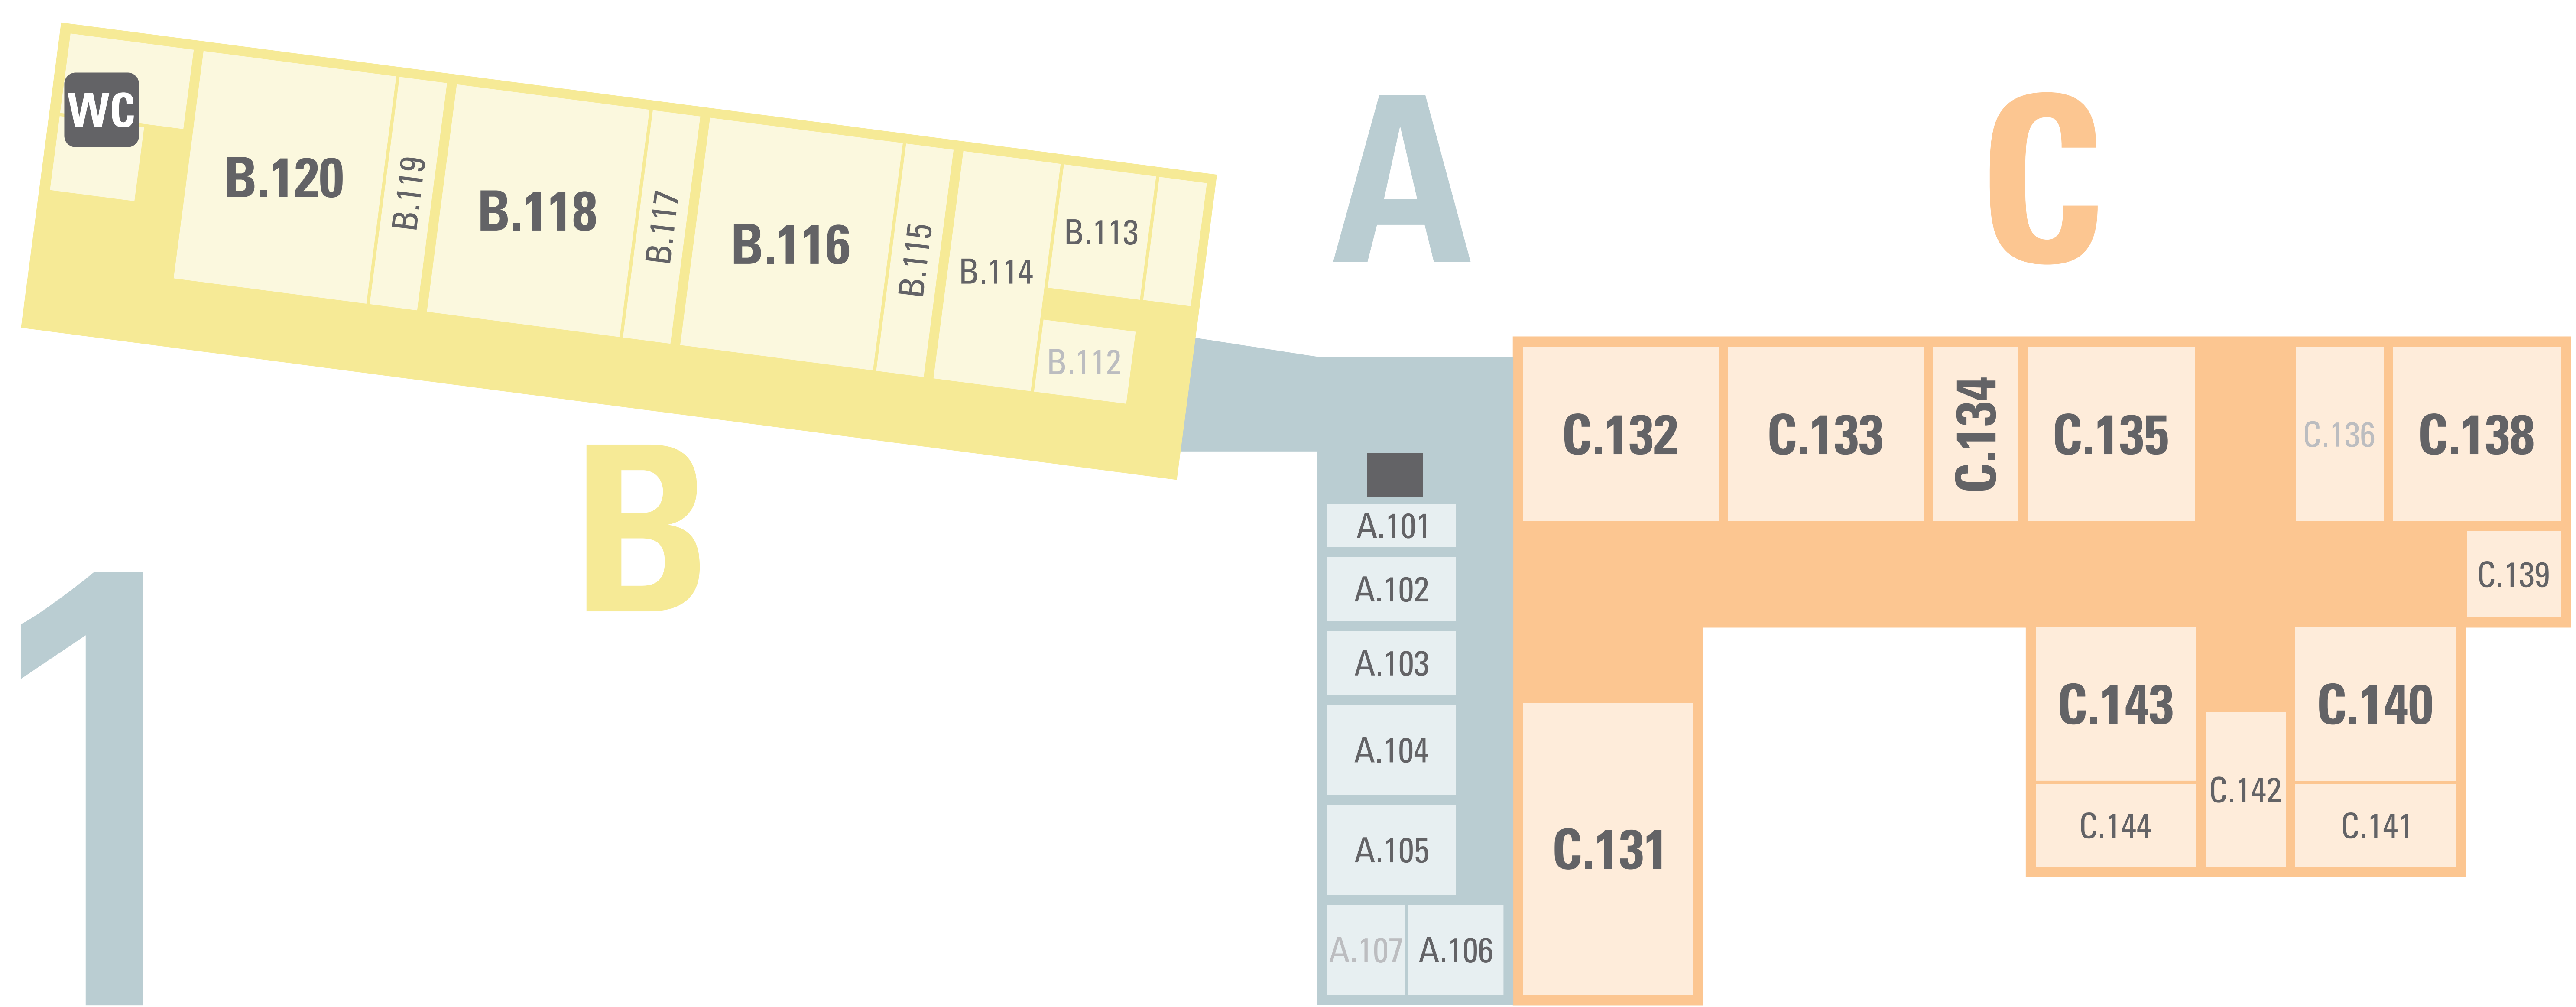 WC
B.120
B.119
B.118
B.117
B.116
B.115
B.114
B.113
B.112
B
1
A
A.101
A.102
A.103
A.104
A.105
A.107
A.106
C
C.132
C.133
C.134
C.135
C.136
C.138
C.139
C.131
C.143
C.140
C.142
C.144
C.141